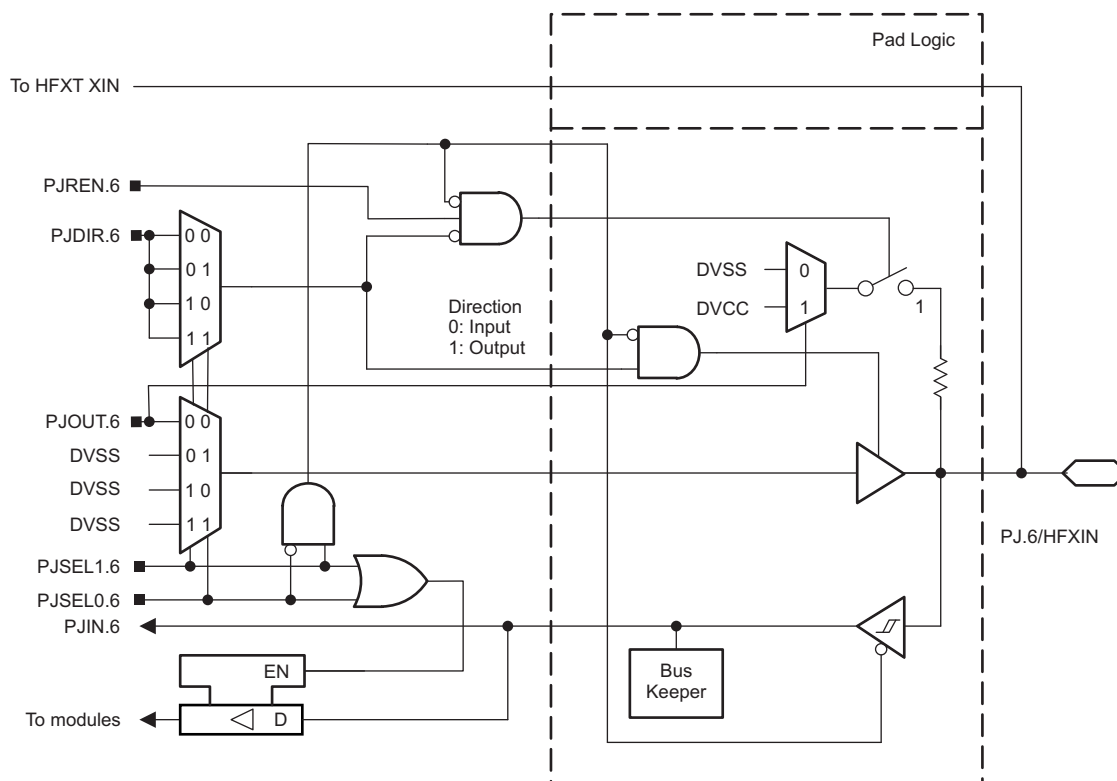 Pad Logic
To HFXT XIN
PJREN.6
PJDIR.6
0 0
0 1
1 0
1 1
Direction
0: Input
1: Output
DVSS
0
DVCC
1
1
PJOUT.6
0 0
DVSS
0 1
DVSS
1 0
DVSS
1 1
PJ.6/HFXIN
PJSEL1.6
PJSEL0.6
PJIN.6
EN
Bus
Keeper
To modules
D